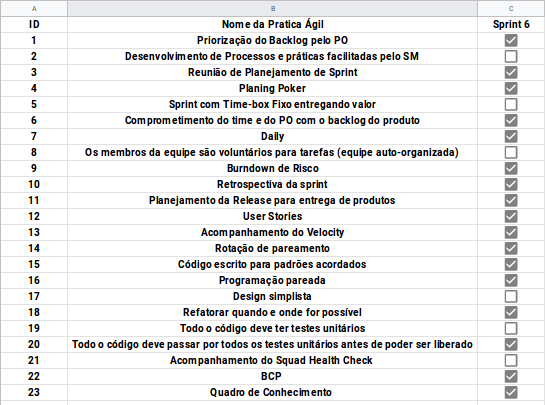 A B C
ID Nome da Pratica Ágil Sprint 6
1 Priorização do Backlog pelo PO
2 Desenvolvimento de Processos e práticas facilitadas pelo SM
3 Reunião de Planejamento de Sprint
4 Planing Poker
5 Sprint com Time-box Fixo entregando valor
6 Comprometimento do time e do PO com o backlog do produto
7 Daily
8 Os membros da equipe são voluntários para tarefas (equipe auto-organizada)
9 Burndown de Risco
10 Retrospectiva da sprint
11 Planejamento da Release para entrega de produtos
12 User Stories
13 Acompanhamento do Velocity
14 Rotação de pareamento
15 Código escrito para padrões acordados
16 Programação pareada
17 Design simplista
18 Refatorar quando e onde for possível
19 Todo o código deve ter testes unitários
20 Todo o código deve passar por todos os testes unitários antes de poder ser liberado
21 Acompanhamento do Squad Health Check
22 BCP
23 Quadro de Conhecimento